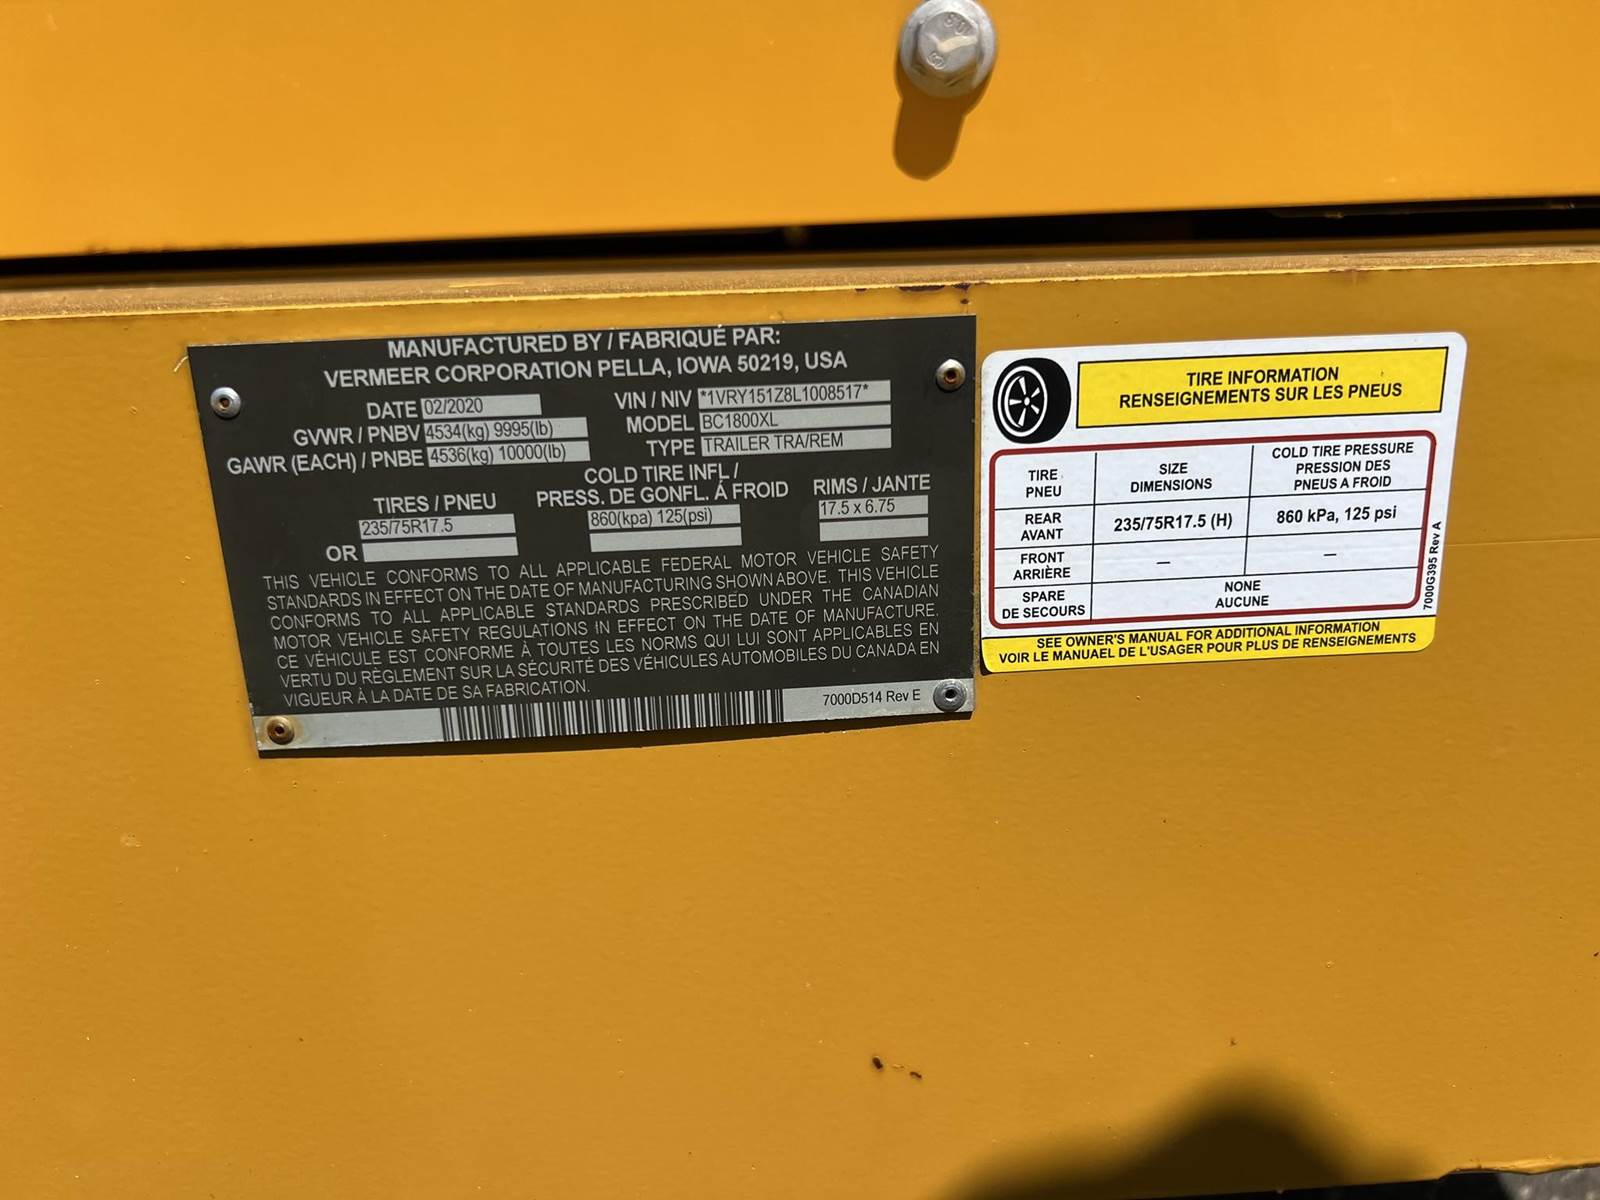 MANUFACTURED BY / FABRIQUÉ PAR:
VERMEER CORPORATION PELLA, IOWA 50219, USA
DATE 02/2020
GVWR / PNBV 4534(kg) 9995(lb)
GAWR (EACH) / PNBE 4536(kg) 10000(lb)
VIN / NIV *1VRY151Z8L1008517*
MODEL BC1800XL
TYPE TRAILER TRA/REM
TIRES / PNEU
235/75R17.5
OR
COLD TIRE INFL /
PRESS. DE GONFL. À FROID
860(kpa) 125(psi)
RIMS / JANTE
17.5 x 6.75
THIS VEHICLE CONFORMS TO ALL APPLICABLE FEDERAL MOTOR VEHICLE SAFETY
STANDARDS IN EFFECT ON THE DATE OF MANUFACTURING SHOWN ABOVE. THIS VEHICLE
CONFORMS TO ALL APPLICABLE STANDARDS PRESCRIBED UNDER THE CANADIAN
MOTOR VEHICLE SAFETY REGULATIONS IN EFFECT ON THE DATE OF MANUFACTURE.
CE VÉHICULE EST CONFORME À TOUTES LES NORMS QUI LUI SONT APPLICABLES EN
VERTU DU RÈGLEMENT SUR LA SÉCURITÉ DES VÉHICULES AUTOMOBILES DU CANADA EN
VIGUEUR À LA DATE DE SA FABRICATION.
7000D514 Rev E
TIRE INFORMATION
RENSEIGNEMENTS SUR LES PNEUS
TIRE
PNEU
SIZE
DIMENSIONS
COLD TIRE PRESSURE
PRESSION DES
PNEUS A FROID
REAR
AVANT
235/75R17.5 (H)
860 kPa, 125 psi
FRONT
ARRIÈRE
–
–
SPARE
DE SECOURS
NONE
AUCUNE
SEE OWNER'S MANUAL FOR ADDITIONAL INFORMATION
VOIR LE MANUAEL DE L'USAGER POUR PLUS DE RENSEIGNEMENTS
7000G395 Rev A